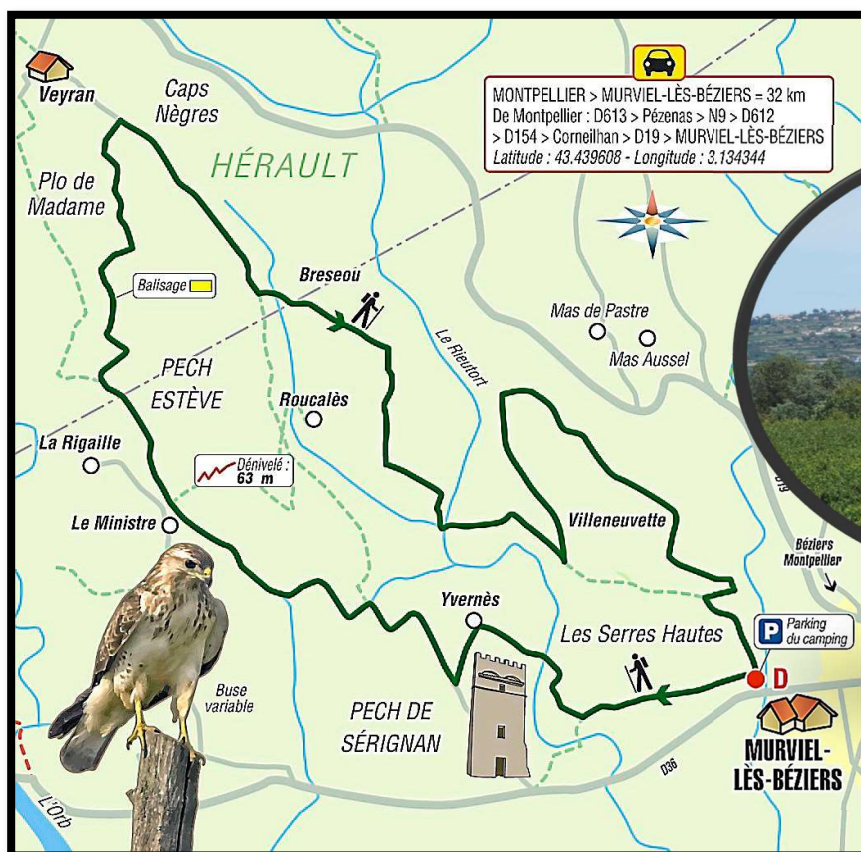 Veyran
Caps
Nègres
MONTPELLIER > MURVIEL-LÈS-BÉZIERS = 32 km
De Montpellier : D613 > Pézenas > N9 > D612
> D154 > Corneilhan > D19 > MURVIEL-LÈS-BÉZIERS
Latitude : 43.439608 - Longitude : 3.134344
HÉRAULT
Plo de
Madame
Balisage
Breseou
Mas de Pastre
Mas Aussel
Le Rieutort
PECH
ESTÈVE
Roucalès
La Rigaille
Dénivelé :
63 m
D19
Le Ministre
Villeneuvette
Béziers
Montpellier
Yvernès
Les Serres Hautes
P
Parking
du camping
D
Buse
variable
PECH DE
SÉRIGNAN
MURVIEL-
LÈS-BÉZIERS
D36
L'Orb